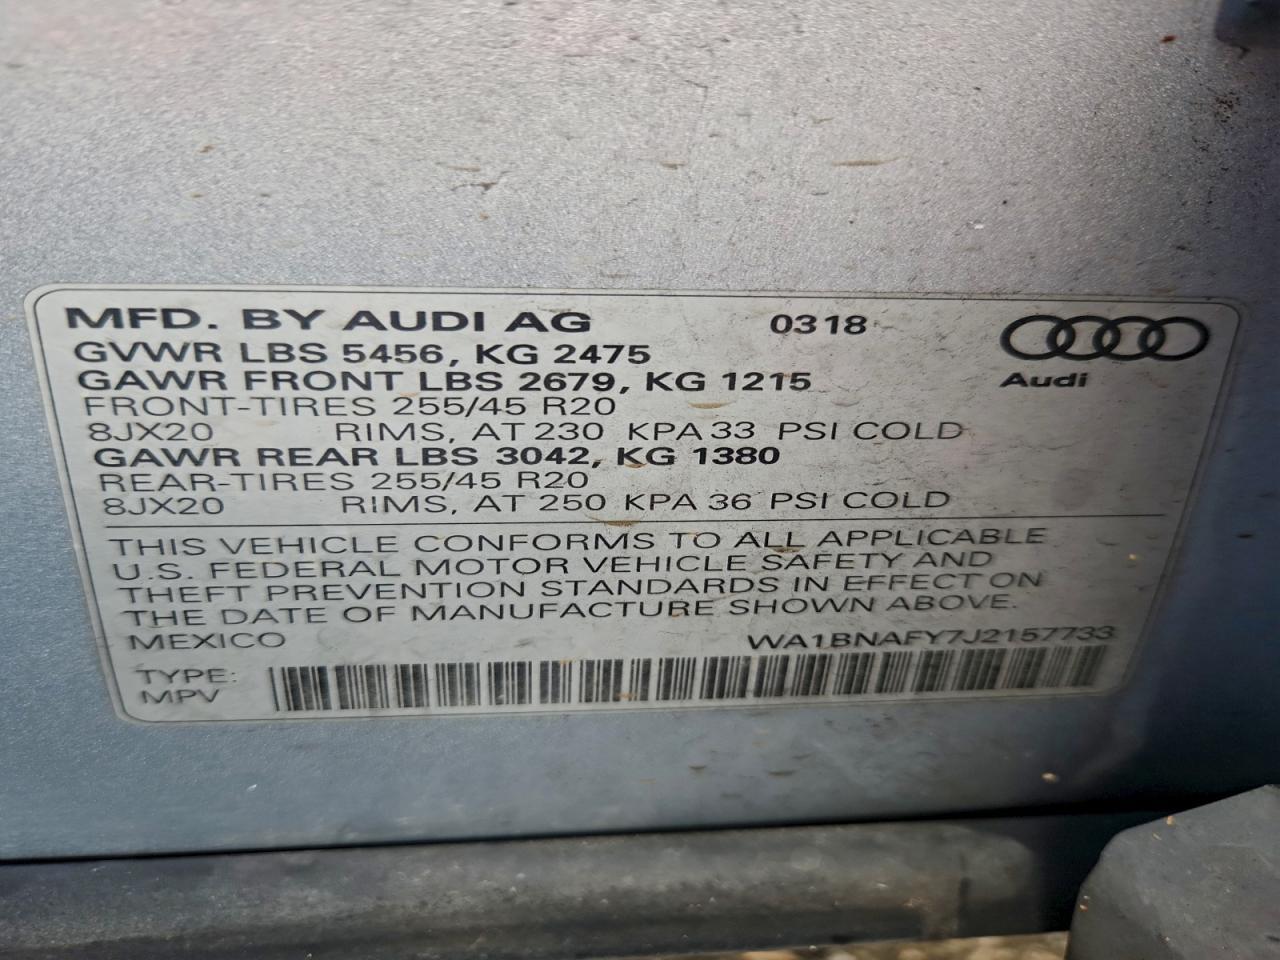 MFD. BY AUDI AG 0318
GVWR LBS 5456, KG 2475
GAWR FRONT LBS 2679, KG 1215
Audi
FRONT-TIRES 255/45 R20
8JX20 RIMS, AT 230 KPA 33 PSI COLD
GAWR REAR LBS 3042, KG 1380
REAR-TIRES 255/45 R20
8JX20 RIMS, AT 250 KPA 36 PSI COLD
THIS VEHICLE CONFORMS TO ALL APPLICABLE
U.S. FEDERAL MOTOR VEHICLE SAFETY AND
THEFT PREVENTION STANDARDS IN EFFECT ON
THE DATE OF MANUFACTURE SHOWN ABOVE.
MEXICO WA1BNAFY7J2157733
TYPE:
MPV